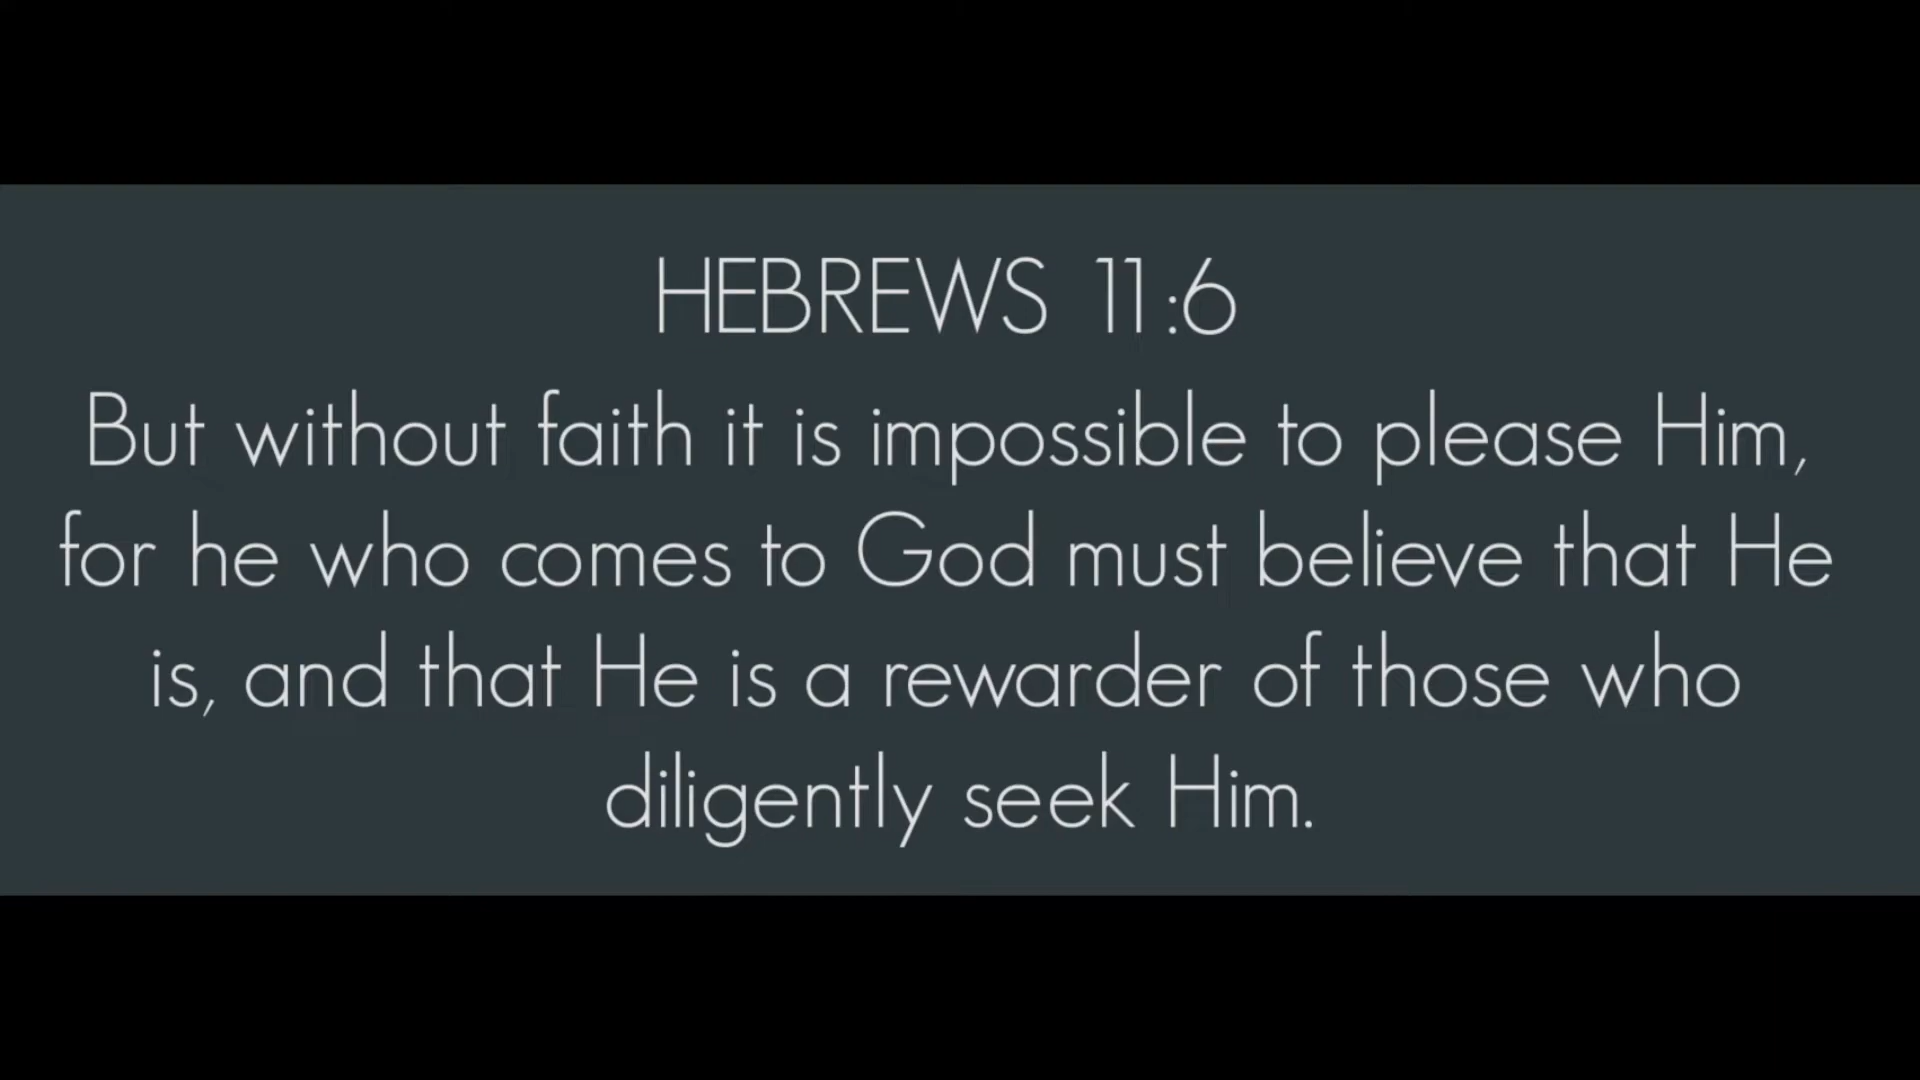 HEBREWS 11:6
But without faith it is impossible to please Him,
for he who comes to God must believe that He
is, and that He is a rewarder of those who
diligently seek Him.